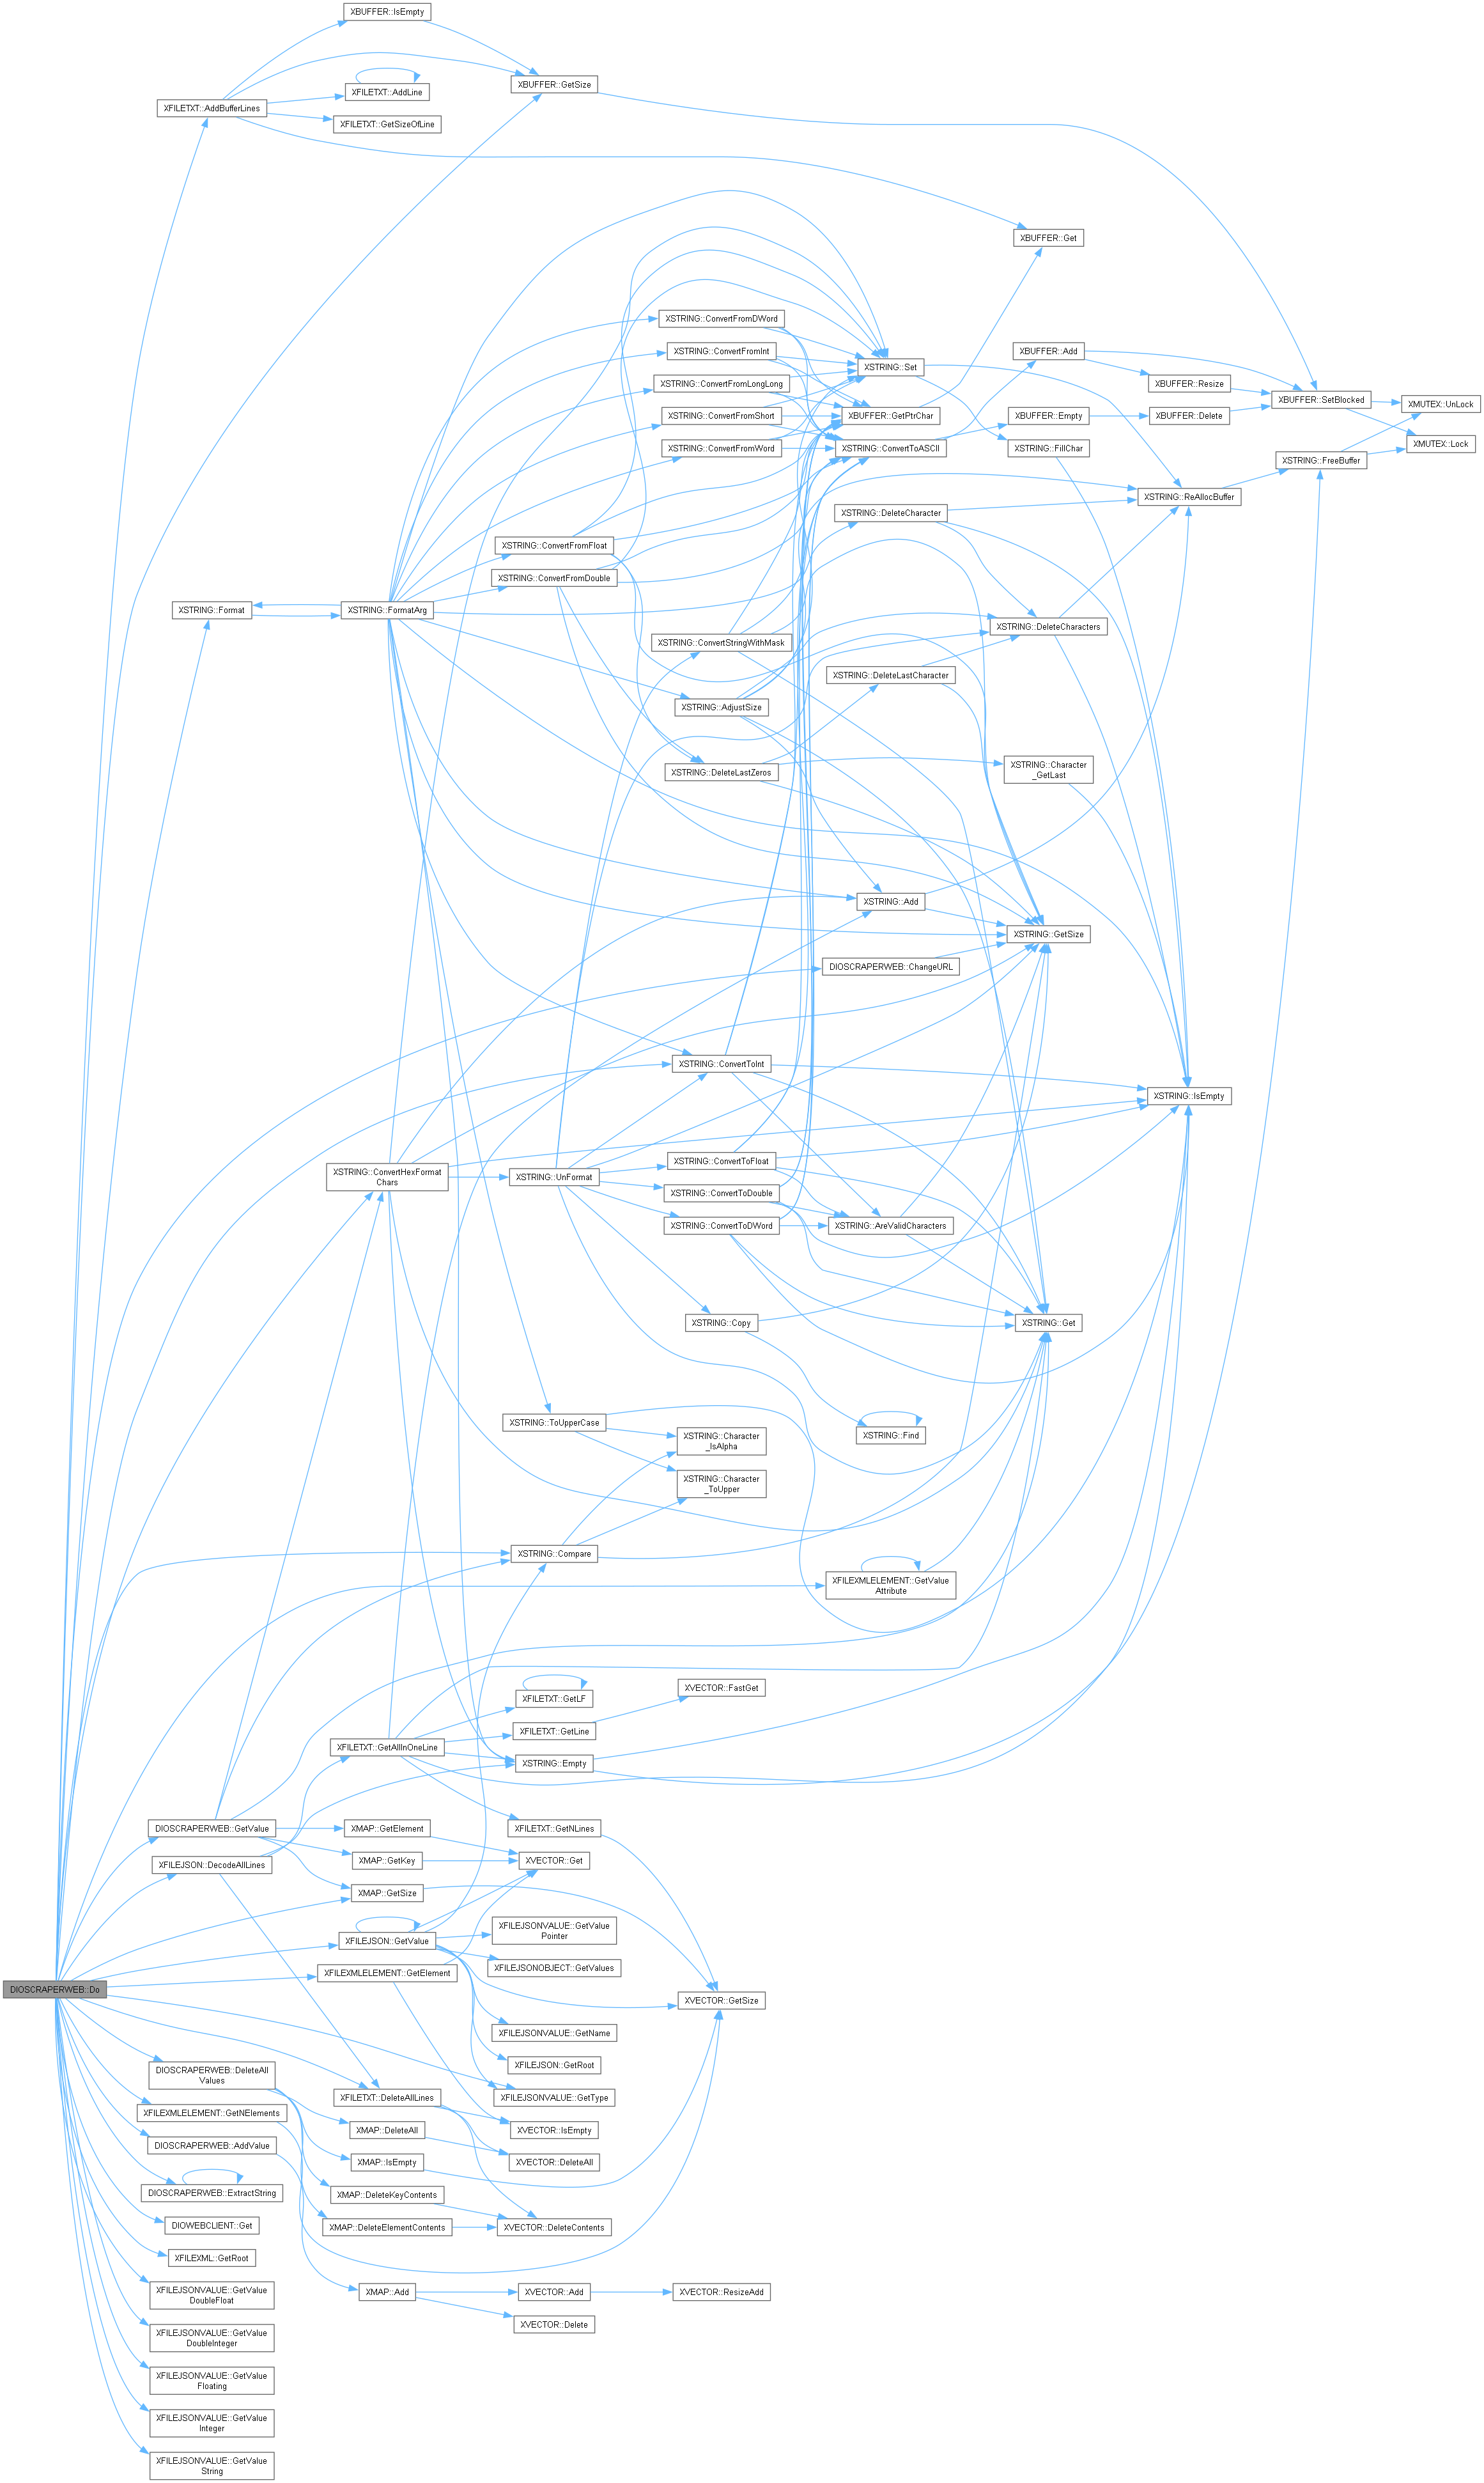 XBUFFER::IsEmpty
XBUFFER::GetSize
XFILETXT::AddLine
XFILETXT::AddBufferLines
XFILETXT::GetSizeOfLine
XBUFFER::Get
XSTRING::ConvertFromDWord
XSTRING::ConvertFromInt
XBUFFER::Add
XSTRING::Set
XSTRING::ConvertFromLongLong
XBUFFER::Resize
XBUFFER::SetBlocked
XMUTEX::UnLock
XSTRING::ConvertFromShort
XBUFFER::GetPtrChar
XBUFFER::Empty
XBUFFER::Delete
XMUTEX::Lock
XSTRING::ConvertFromWord
XSTRING::ConvertToASCII
XSTRING::FillChar
XSTRING::FreeBuffer
XSTRING::ReAllocBuffer
XSTRING::DeleteCharacter
XSTRING::ConvertFromFloat
XSTRING::ConvertFromDouble
XSTRING::Format
XSTRING::FormatArg
XSTRING::DeleteCharacters
XSTRING::ConvertStringWithMask
XSTRING::DeleteLastCharacter
XSTRING::AdjustSize
XSTRING::DeleteLastZeros
XSTRING::Character
_GetLast
XSTRING::Add
XSTRING::GetSize
DIOSCRAPERWEB::ChangeURL
XSTRING::ConvertToInt
XSTRING::IsEmpty
XSTRING::ConvertHexFormat
Chars
XSTRING::UnFormat
XSTRING::ConvertToFloat
XSTRING::ConvertToDouble
XSTRING::ConvertToDWord
XSTRING::AreValidCharacters
XSTRING::Copy
XSTRING::Get
XSTRING::ToUpperCase
XSTRING::Find
XSTRING::Character
_IsAlpha
XSTRING::Character
_ToUpper
XSTRING::Compare
XFILEXMLELEMENT::GetValue
Attribute
XVECTOR::FastGet
XFILETXT::GetLF
XFILETXT::GetLine
XFILETXT::GetAllInOneLine
XSTRING::Empty
DIOSCRAPERWEB::GetValue
XMAP::GetElement
XFILETXT::GetNLines
XFILEJSON::DecodeAllLines
XMAP::GetKey
XVECTOR::Get
XMAP::GetSize
XFILEJSONVALUE::GetValue
Pointer
XFILEJSON::GetValue
XFILEJSONOBJECT::GetValues
XFILEXMLELEMENT::GetElement
DIOSCRAPERWEB::Do
XVECTOR::GetSize
XFILEJSONVALUE::GetName
XFILEJSON::GetRoot
DIOSCRAPERWEB::DeleteAll
Values
XFILETXT::DeleteAllLines
XFILEJSONVALUE::GetType
XFILEXMLELEMENT::GetNElements
XMAP::DeleteAll
XVECTOR::IsEmpty
DIOSCRAPERWEB::AddValue
XMAP::IsEmpty
XVECTOR::DeleteAll
DIOSCRAPERWEB::ExtractString
XMAP::DeleteKeyContents
DIOWEBCLIENT::Get
XMAP::DeleteElementContents
XVECTOR::DeleteContents
XFILEXML::GetRoot
XFILEJSONVALUE::GetValue
DoubleFloat
XMAP::Add
XVECTOR::Add
XVECTOR::ResizeAdd
XVECTOR::Delete
XFILEJSONVALUE::GetValue
DoubleInteger
XFILEJSONVALUE::GetValue
Floating
XFILEJSONVALUE::GetValue
Integer
XFILEJSONVALUE::GetValue
String